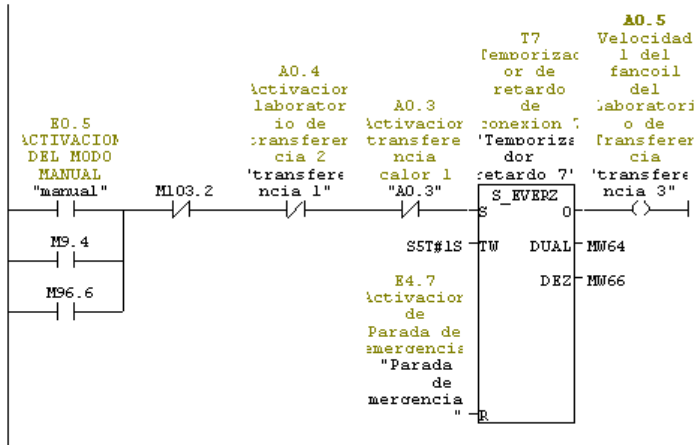 A0.5
T7
Velocidad
Temporizac
l del
A0.4
or de
fancoil
Activacion
retardo
del
laborator
A0.3
de
Laboratori
E0.5
io de
Activacion
conexion 7
o de
ACTIVACION
transferen
transfere
"Temporiza
Transferen
DEL MODO
cia 2
ncia
dor
cia
MANUAL
"transfere
calor 1
retardo 7"
"transfere
"manual"
M103.2
ncia 1"
"A0.3"
S_EVERZ
ncia 3"
S
Q
M9.4
S5T#1S
TW
DUAL
MW64
M96.6
E4.7
DEZ
MW66
Activacion
de
Parada de
emergencia
"Parada
de
mergencia
"
R